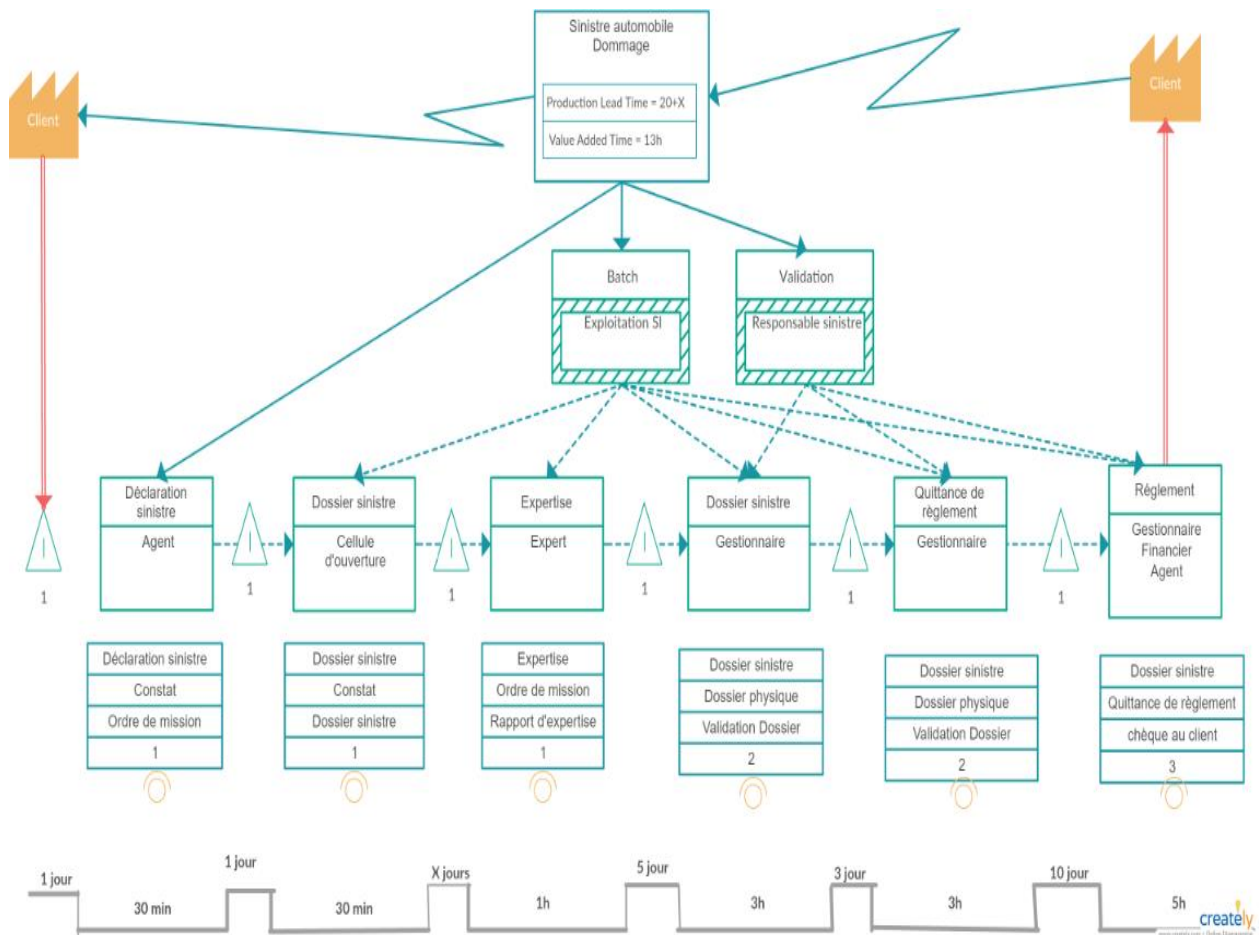 Sinistre automobile
Dommage
Production Lead Time = 20+X
Value Added Time = 13h
Client
Client
Batch
Exploitation SI
Validation
Responsable sinistre
Déclaration
sinistre
Agent
Dossier sinistre
Cellule
d'ouverture
Expertise
Expert
Dossier sinistre
Gestionnaire
Quittance de
règlement
Gestionnaire
Réglement
Gestionnaire
Financier
Agent
1
1
1
1
1
1
Déclaration sinistre
Constat
Ordre de mission
1
Dossier sinistre
Constat
Dossier sinistre
1
Expertise
Ordre de mission
Rapport d'expertise
1
Dossier sinistre
Dossier physique
Validation Dossier
2
Dossier sinistre
Dossier physique
Validation Dossier
2
Dossier sinistre
Quittance de règlement
chèque au client
3
1 jour
30 min
1 jour
30 min
X jours
1h
5 jour
3h
3 jour
3h
10 jour
5h
creately